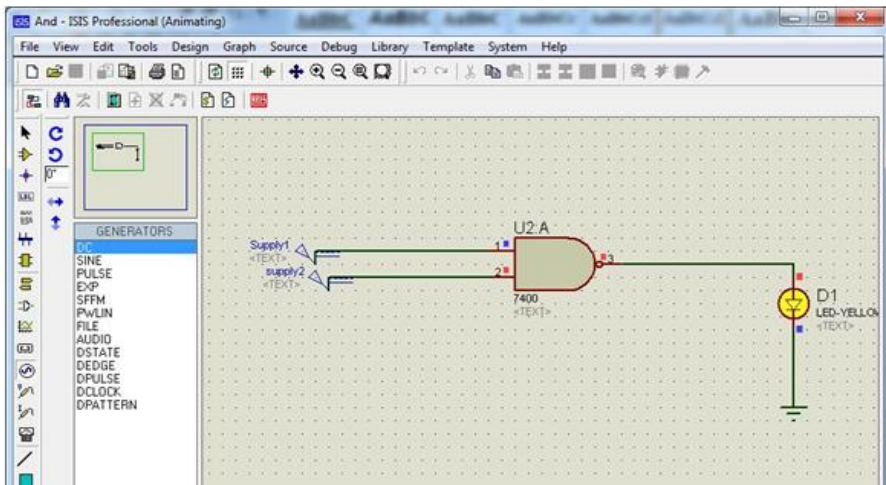 And - ISIS Professional (Animating)
File View Edit Tools Design Graph Source Debug Library Template System Help
0°
GENERATORS
DC
SINE
PULSE
EXP
SFFM
PWLIN
FILE
AUDIO
DSTATE
DEDGE
DPULSE
DCLOCK
DPATTERN
Supply1
<TEXT>
supply2
<TEXT>
U2:A
1
2
3
7400
<TEXT>
D1
LED-YELLOW
<TEXT>